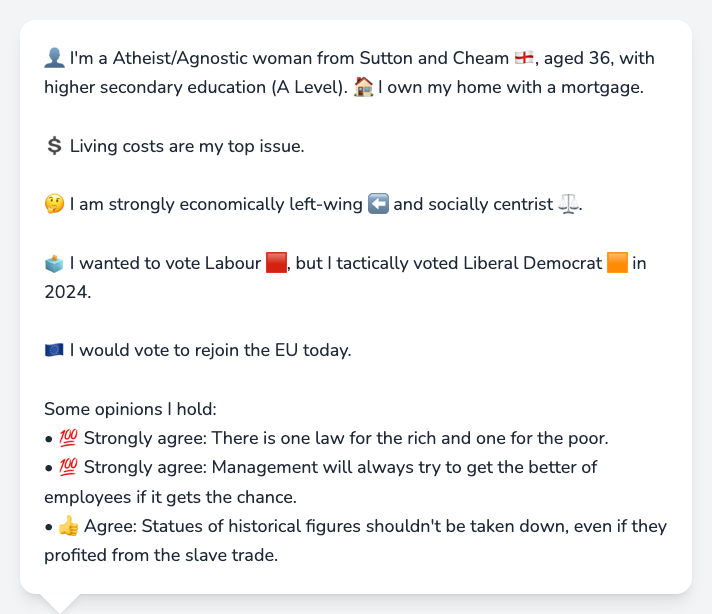 👤 I'm a Atheist/Agnostic woman from Sutton and Cheam 🏴󠁧󠁢󠁥󠁮󠁧󠁿, aged 36, with
higher secondary education (A Level). 🏠 I own my home with a mortgage.
💲 Living costs are my top issue.
🤔 I am strongly economically left-wing ⬅️ and socially centrist ⚖️.
🗳️ I wanted to vote Labour 🟥, but I tactically voted Liberal Democrat 🟧 in
2024.
🇪🇺 I would vote to rejoin the EU today.
Some opinions I hold:
• 💯 Strongly agree: There is one law for the rich and one for the poor.
• 💯 Strongly agree: Management will always try to get the better of
employees if it gets the chance.
• 👍 Agree: Statues of historical figures shouldn't be taken down, even if they
profited from the slave trade.